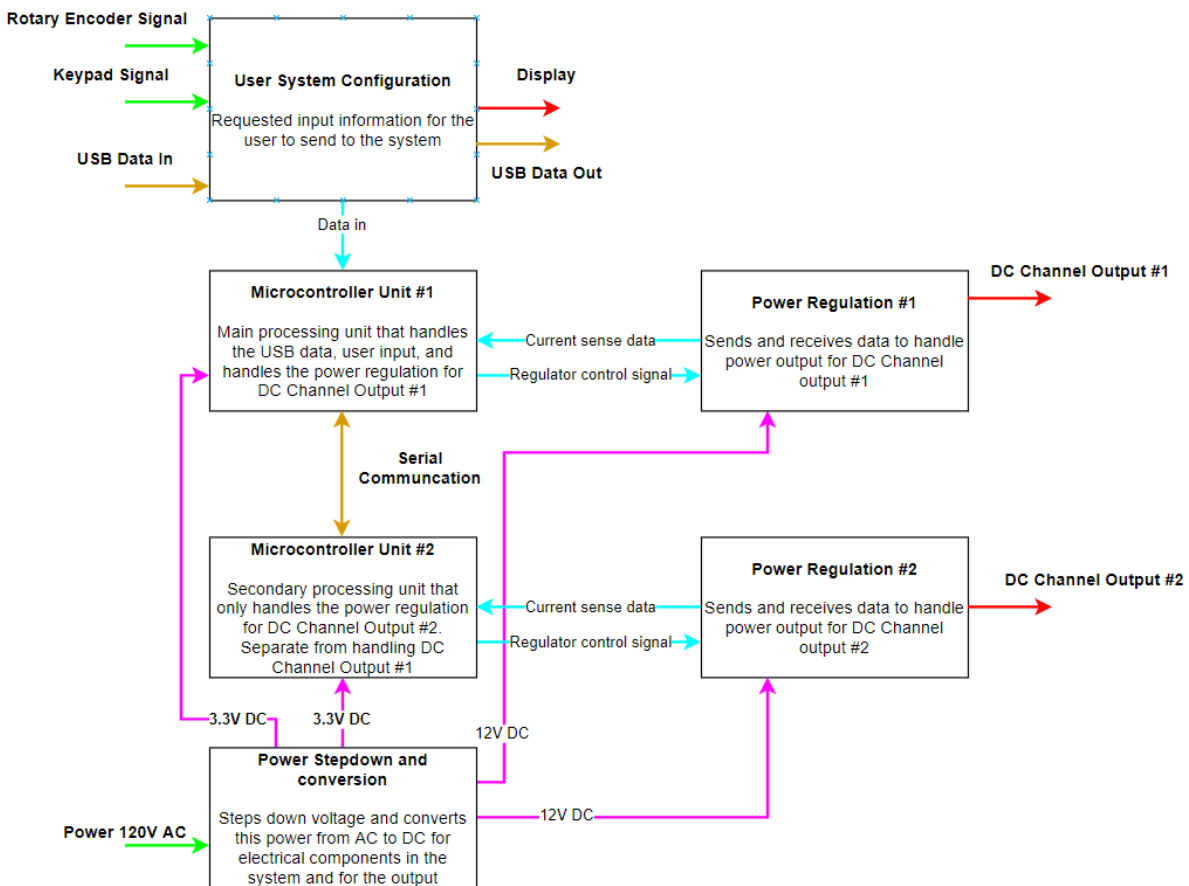 Rotary Encoder Signal
Keypad Signal
USB Data In
User System Configuration
Requested input information for the
user to send to the system
Display
USB Data Out
Data in
Microcontroller Unit #1
Main processing unit that handles
the USB data, user input, and
handles the power regulation for
DC Channel Output #1
Current sense data
Regulator control signal
Power Regulation #1
Sends and receives data to handle
power output for DC Channel
output #1
DC Channel Output #1
Serial
Communcation
Microcontroller Unit #2
Secondary processing unit that
only handles the power regulation
for DC Channel Output #2.
Separate from handling DC
Channel Output #1
Current sense data
Regulator control signal
Power Regulation #2
Sends and receives data to handle
power output for DC Channel
output #2
DC Channel Output #2
3.3V DC
3.3V DC
12V DC
12V DC
Power Stepdown and
conversion
Steps down voltage and converts
this power from AC to DC for
electrical components in the
system and for the output
Power 120V AC